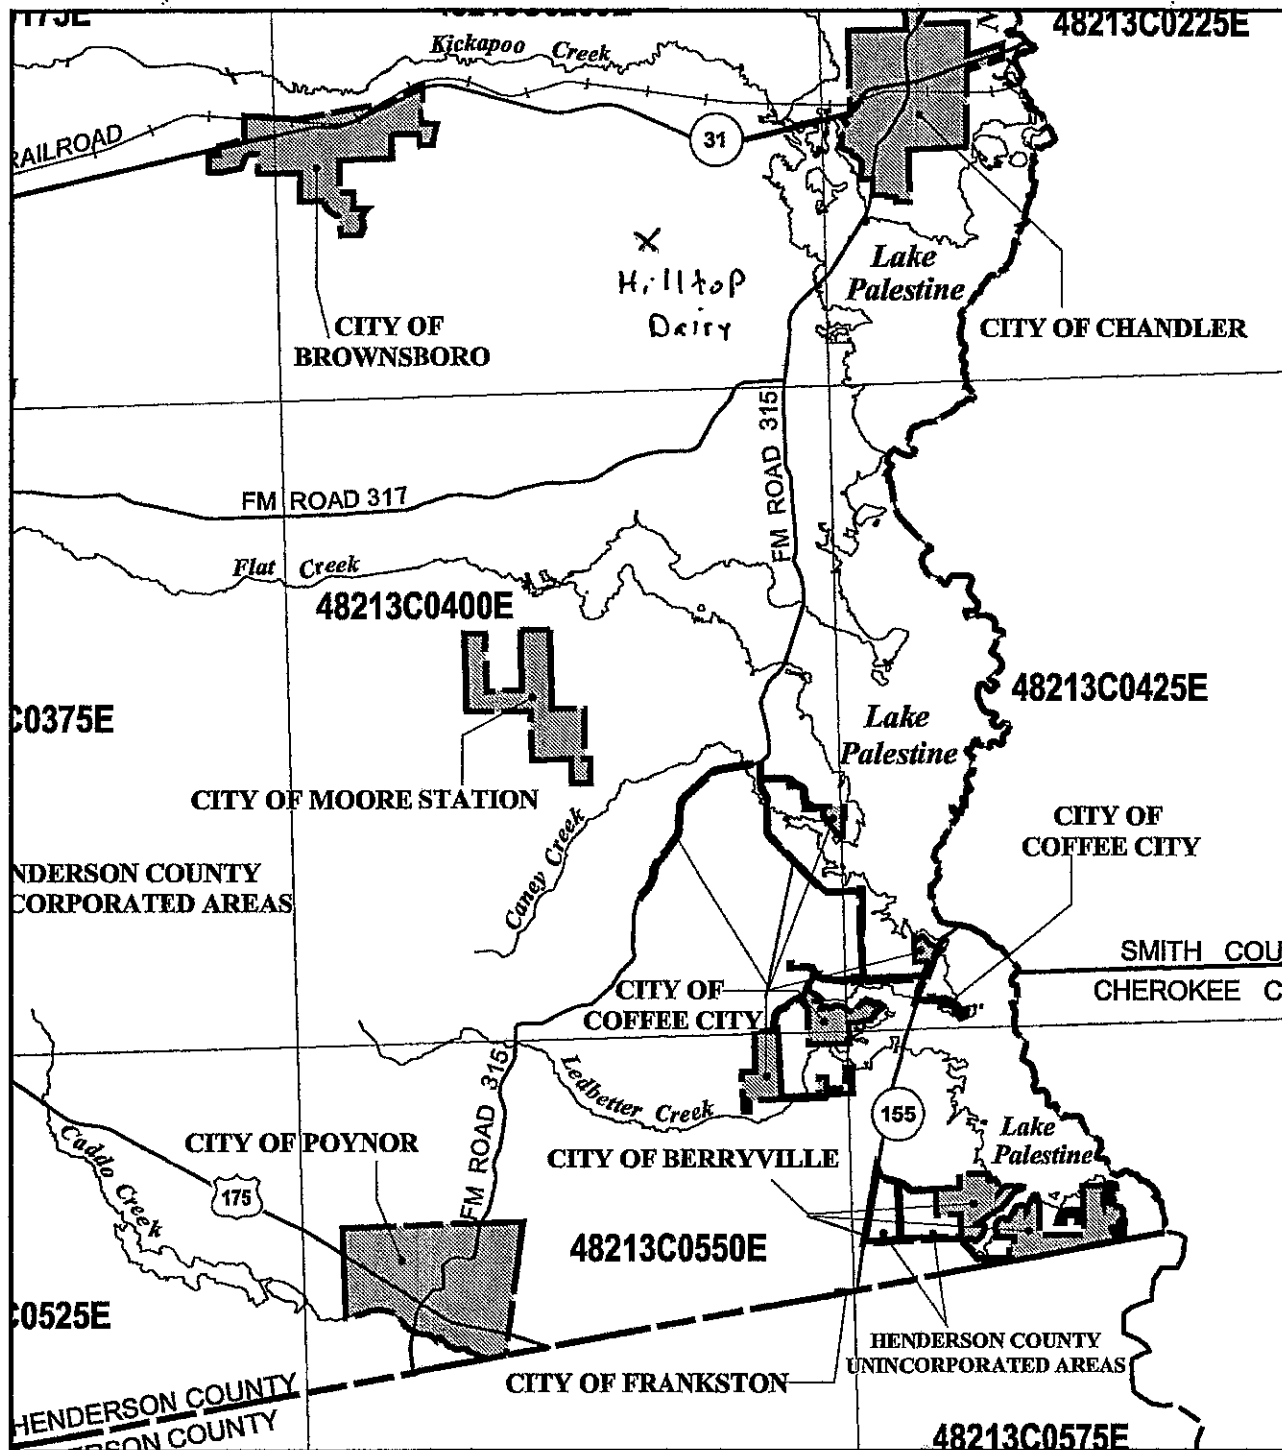 48213C0225E
Kickapoo Creek
RAILROAD
31
Hilltop
Dairy
Lake
Palestine
CITY OF
BROWNSBORO
CITY OF CHANDLER
FM ROAD 315
FM ROAD 317
Flat Creek
48213C0400E
48213C0425E
C0375E
Lake
Palestine
CITY OF MOORE STATION
CITY OF
COFFEE CITY
Caney Creek
NDERSON COUNTY
CORPORATED AREAS
SMITH COU
CHEROKEE C
CITY OF
COFFEE CITY
Ledbetter Creek
FM ROAD 315
155
Caddo Creek
CITY OF POYNOR
175
CITY OF BERRYVILLE
Lake
Palestine
48213C0550E
C0525E
HENDERSON COUNTY
UNINCORPORATED AREAS
CITY OF FRANKSTON
HENDERSON COUNTY
ERSON COUNTY
48213C0575E